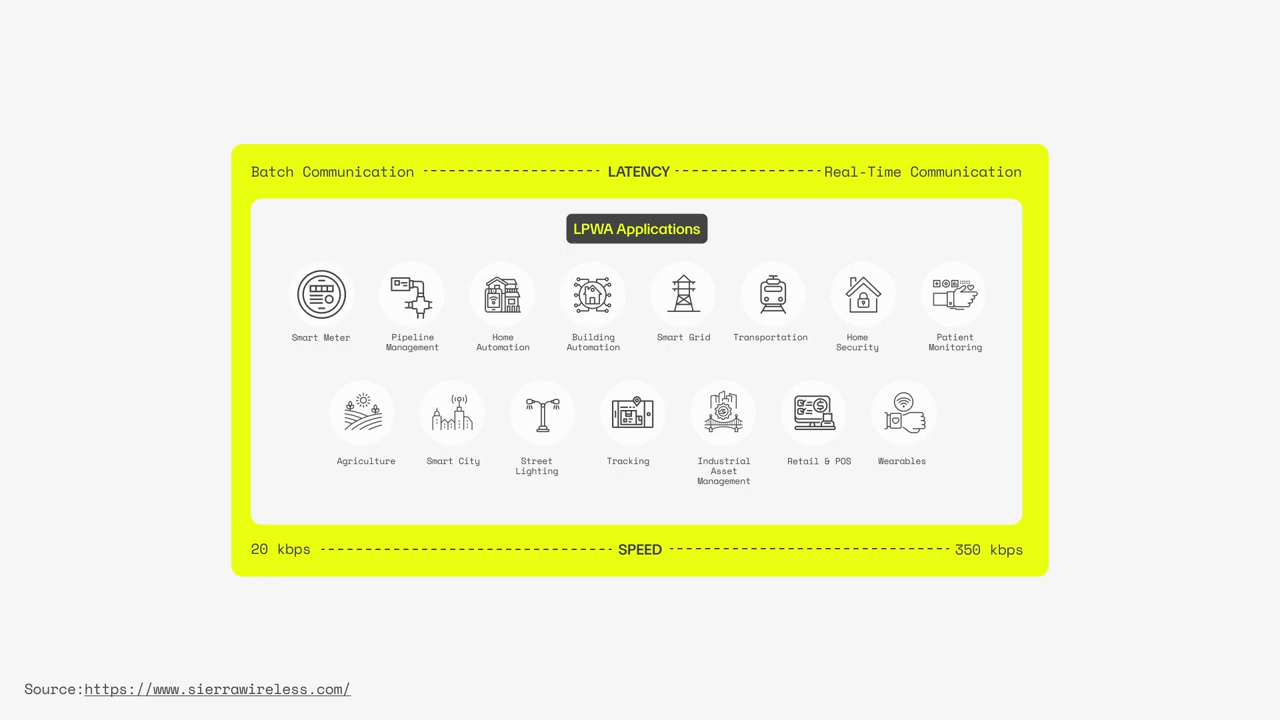 Batch Communication LATENCY Real-Time Communication
LPWA Applications
Smart Meter
Pipeline
Management
Home
Automation
Building
Automation
Smart Grid
Transportation
Home
Security
Patient
Monitoring
Agriculture
Smart City
Street
Lighting
Tracking
Industrial
Asset
Management
Retail & POS
Wearables
20 kbps SPEED 350 kbps
Source:https://www.sierrawireless.com/